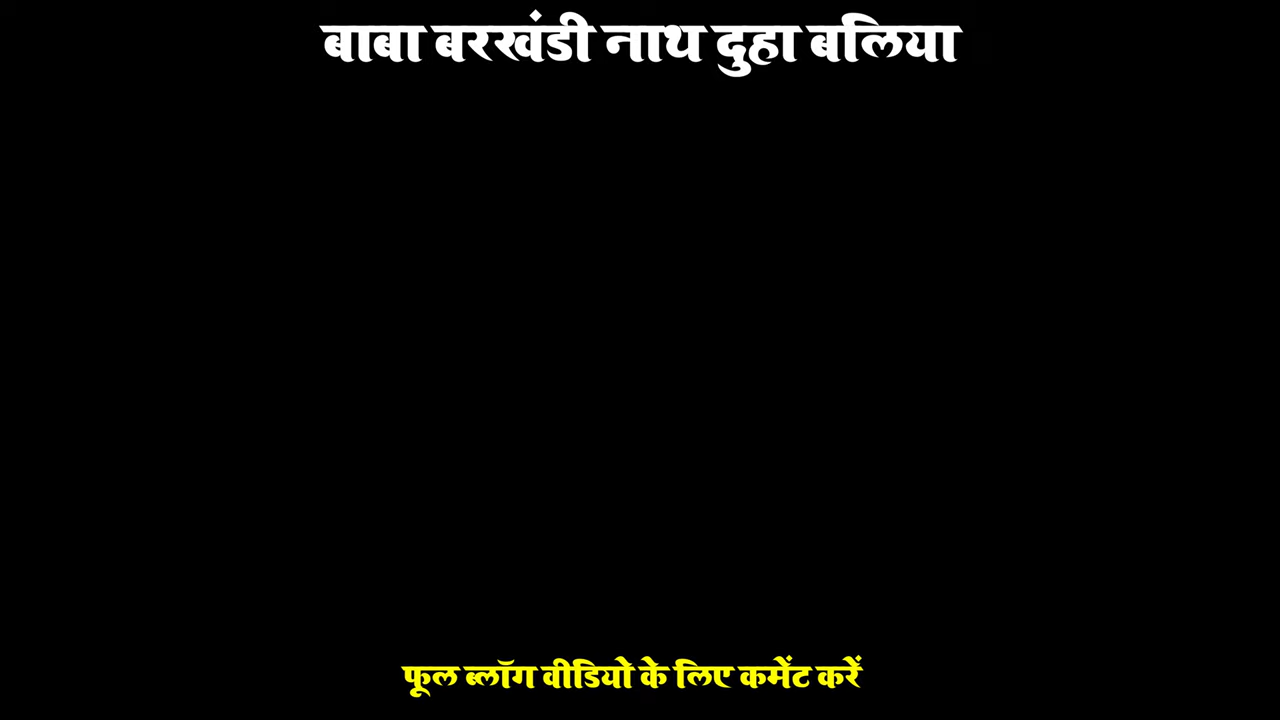 बाबा बरखंडी नाथ दुहा बलिया
फूल ब्लॉग वीडियो के लिए कमेंट करें